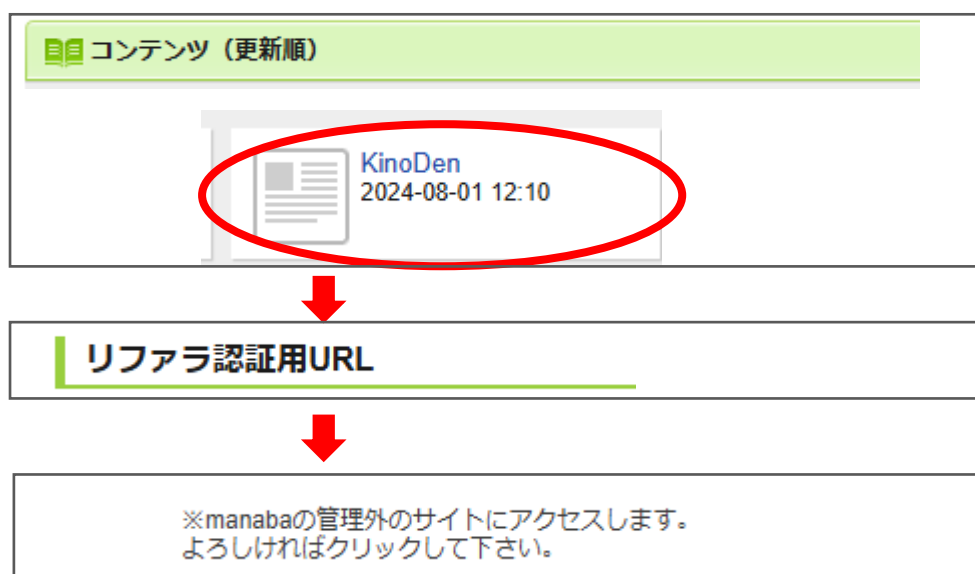 コンテンツ（更新順）
KinoDen
2024-08-01 12:10
リファラ認証用URL
※manabaの管理外のサイトにアクセスします。
よろしければクリックして下さい。